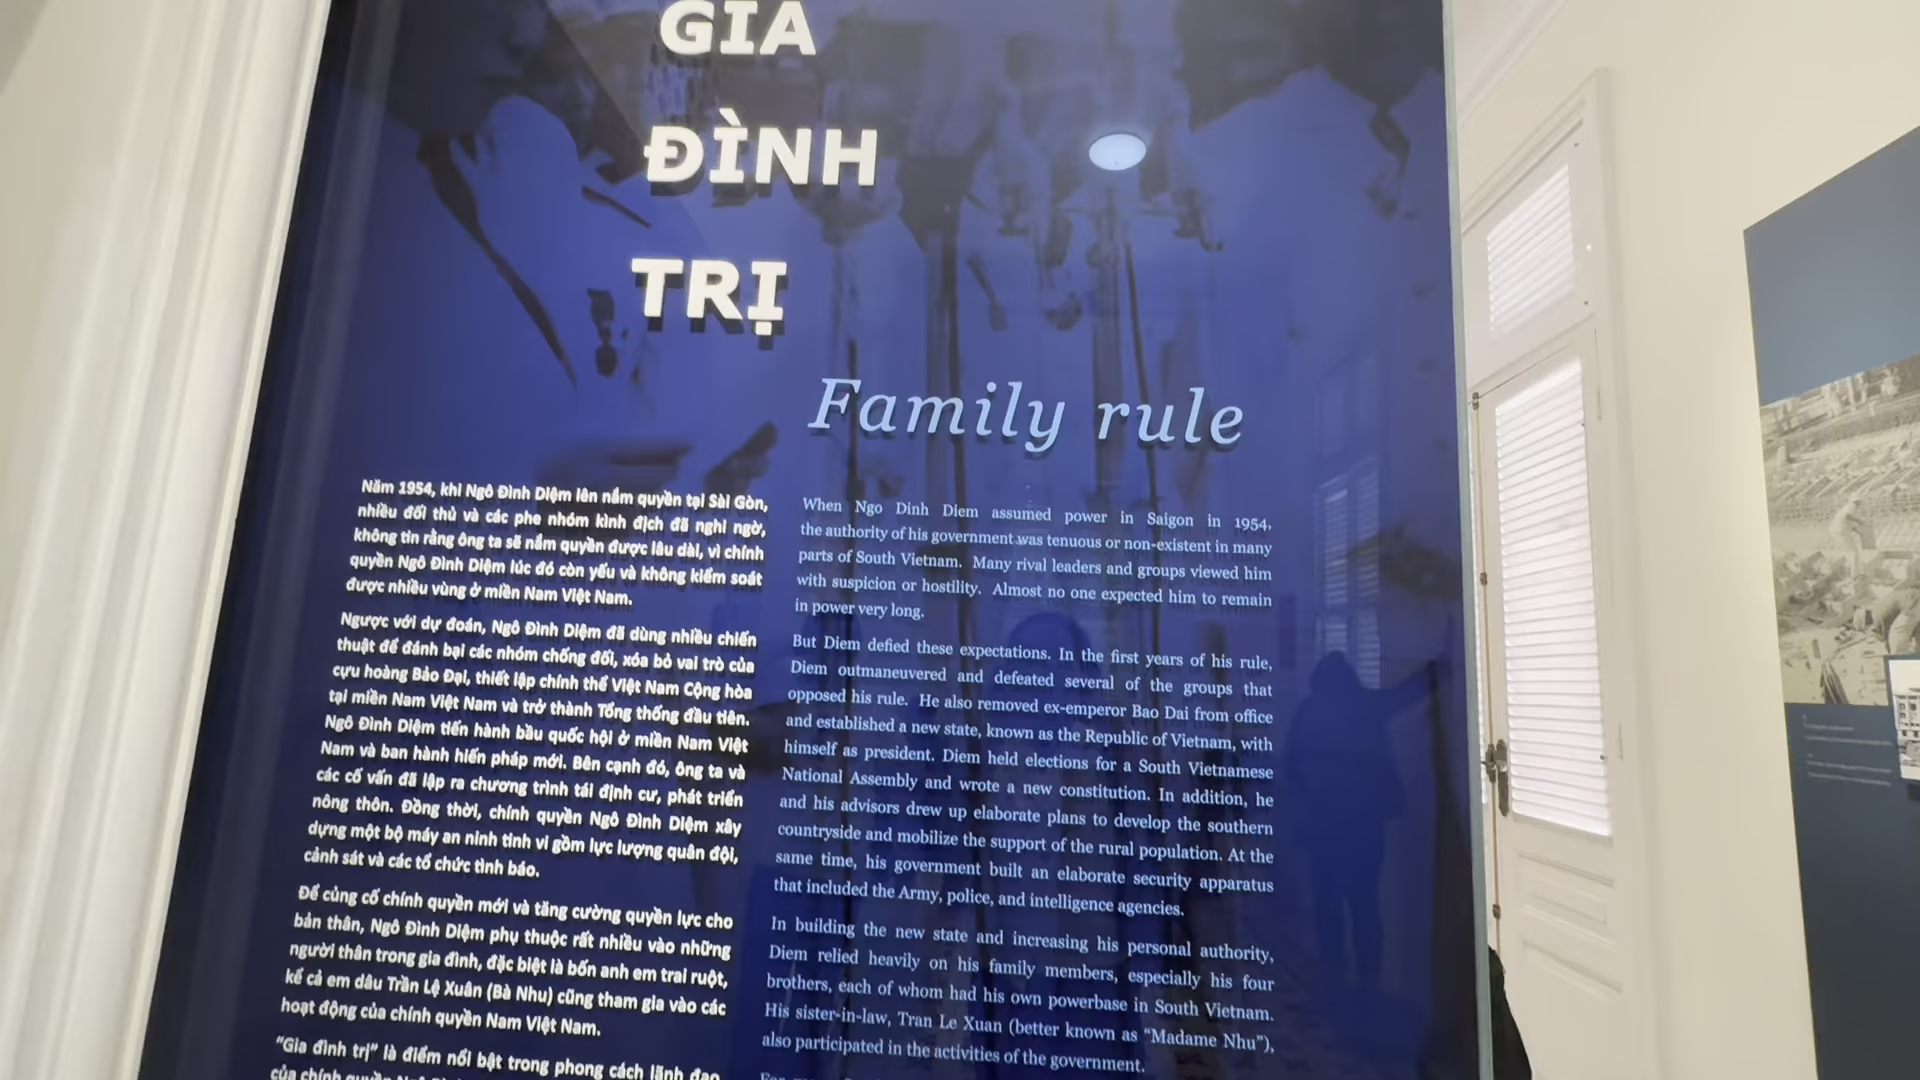 GIA
ĐÌNH
TRỊ
Family rule
Năm 1954, khi Ngô Đình Diệm lên nắm quyền tại Sài Gòn,
nhiều đối thủ và các phe nhóm kình địch đã nghi ngờ,
không tin rằng ông ta sẽ nắm quyền được lâu dài, vì chính
quyền Ngô Đình Diệm lúc đó còn yếu và không kiểm soát
được nhiều vùng ở miền Nam Việt Nam.
Ngược với dự đoán, Ngô Đình Diệm đã dùng nhiều chiến
thuật để đánh bại các nhóm chống đối, xóa bỏ vai trò của
cựu hoàng Bảo Đại, thiết lập chính thể Việt Nam Cộng hòa
tại miền Nam Việt Nam và trở thành Tổng thống đầu tiên.
Ngô Đình Diệm tiến hành bầu quốc hội ở miền Nam Việt
Nam và ban hành hiến pháp mới. Bên cạnh đó, ông ta và
các cố vấn đã lập ra chương trình tái định cư, phát triển
nông thôn. Đồng thời, chính quyền Ngô Đình Diệm xây
dựng một bộ máy an ninh tinh vi gồm lực lượng quân đội,
cảnh sát và các tổ chức tình báo.
Để củng cố chính quyền mới và tăng cường quyền lực cho
bản thân, Ngô Đình Diệm phụ thuộc rất nhiều vào những
người thân trong gia đình, đặc biệt là bốn anh em trai ruột,
kể cả em dâu Trần Lệ Xuân (Bà Nhu) cũng tham gia vào các
hoạt động của chính quyền Nam Việt Nam.
"Gia đình trị" là điểm nổi bật trong phong cách lãnh đạo
của chính quyền Ngô
When Ngo Dinh Diem assumed power in Saigon in 1954,
the authority of his government was tenuous or non-existent in many
parts of South Vietnam. Many rival leaders and groups viewed him
with suspicion or hostility. Almost no one expected him to remain
in power very long.
But Diem defied these expectations. In the first years of his rule,
Diem outmaneuvered and defeated several of the groups that
opposed his rule. He also removed ex-emperor Bao Dai from office
and established a new state, known as the Republic of Vietnam, with
himself as president. Diem held elections for a South Vietnamese
National Assembly and wrote a new constitution. In addition, he
and his advisors drew up elaborate plans to develop the southern
countryside and mobilize the support of the rural population. At the
same time, his government built an elaborate security apparatus
that included the Army, police, and intelligence agencies.
In building the new state and increasing his personal authority,
Diem relied heavily on his family members, especially his four
brothers, each of whom had his own powerbase in South Vietnam.
His sister-in-law, Tran Le Xuan (better known as "Madame Nhu"),
also participated in the activities of the government.